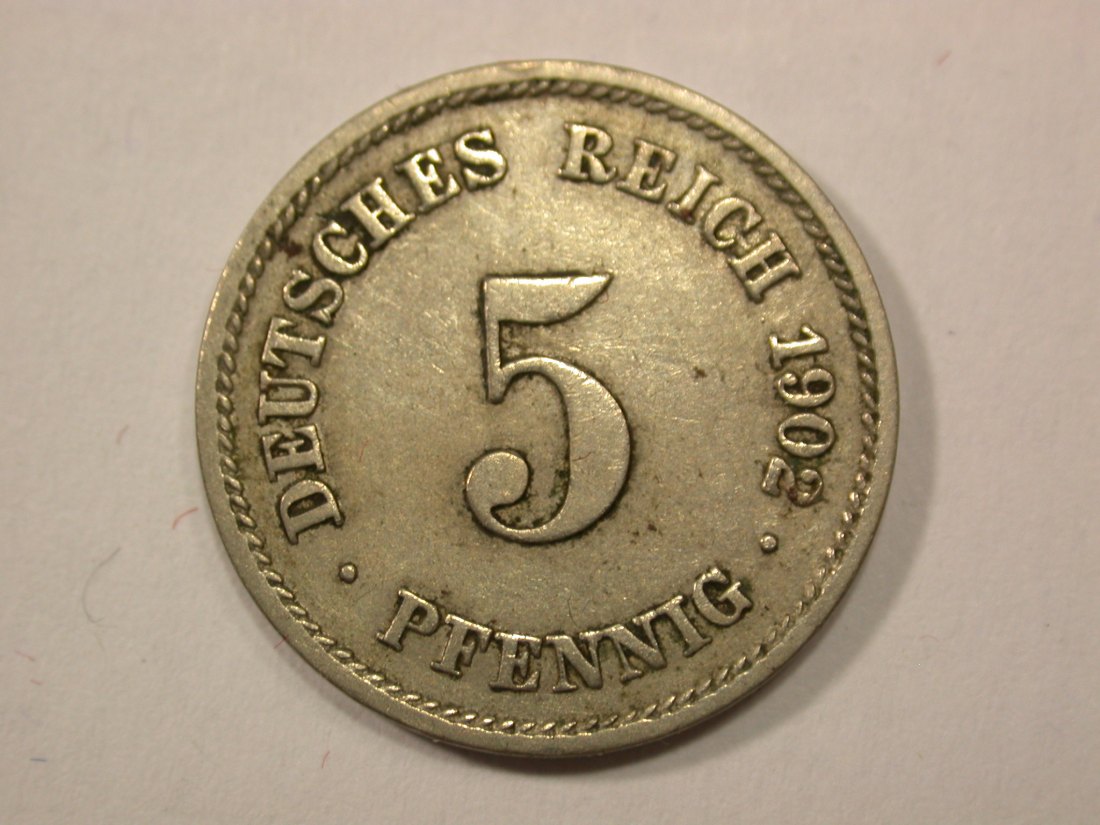 DEUTSCHES REICH 1902
5
· PFENNIG ·